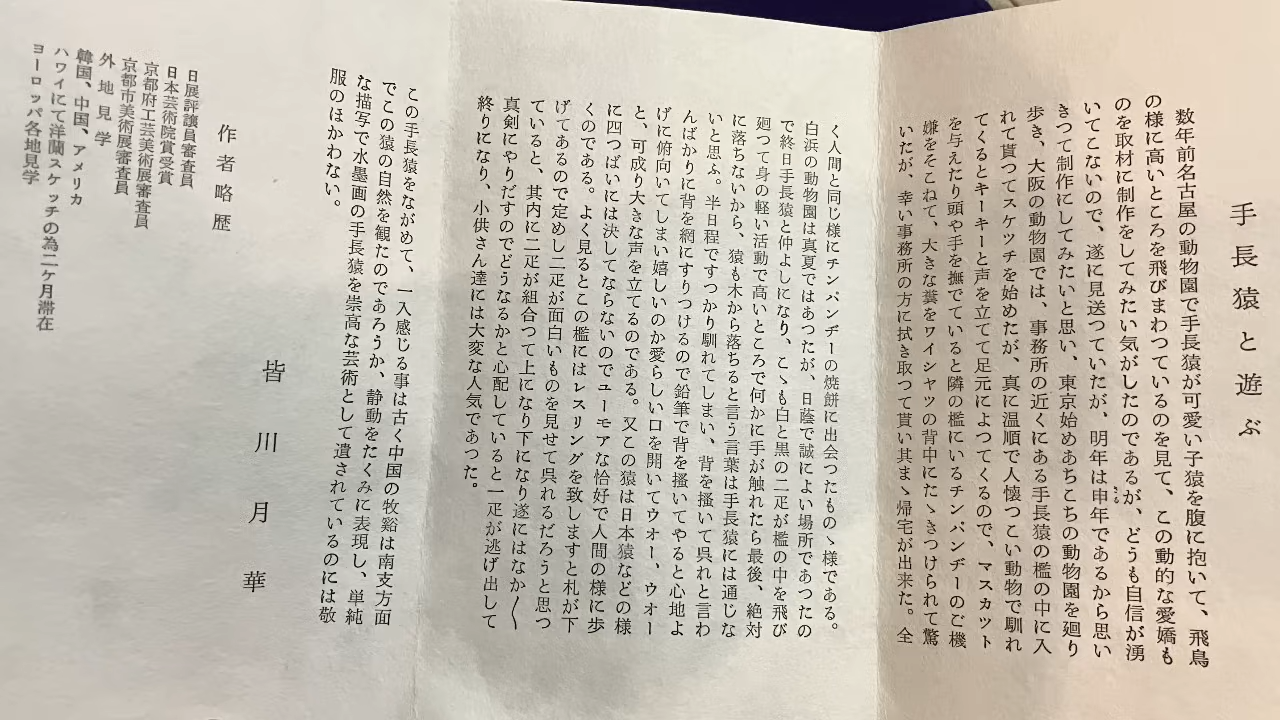 手長猿と遊ぶ
数年前名古屋の動物園で手長猿が可愛い子猿を腹に抱いて、飛鳥
の様に高いところを飛びまわつているのを見て、この動的な愛嬌も
のを取材に制作をしてみたい気がしたのであるが、どうも自信が湧
いてこないので、遂に見送つていたが、明年は申年であるから思い
きつて制作にしてみたいと思い、東京始めあちこちの動物園を廻り
歩き、大阪の動物園では、事務所の近くにある手長猿の檻の中に入
れて貰つてスケッチを始めたが、真に温順で人懐つこい動物で馴れ
てくるとキーキーと声を立てて足元によつてくるので、マスカット
を与えたり頭や手を撫でていると隣の檻にいるチンパンヂーのご機
嫌をそこねて、大きな糞をワイシャツの背中にたゝきつけられて驚
いたが、幸い事務所の方に拭き取つて貰い其まゝ帰宅が出来た。全
く人間と同じ様にチンパンヂーの焼餅に出会つたものゝ様である。
白浜の動物園は真夏ではあつたが、日蔭で誠によい場所であつたの
で終日手長猿と仲よしになり、こゝも白と黒の二疋が檻の中を飛び
廻つて身の軽い活動で高いところで何かに手が触れたら最後、絶対
に落ちないから、猿も木から落ちると言う言葉は手長猿には通じな
いと思ふ。半日程ですつかり馴れてしまい、背を搔いて呉れと言わ
んばかりに背を網にすりつけるので鉛筆で背を搔いてやると心地よ
げに俯向いてしまい嬉しいのか愛らしい口を開いてウオー、ウオー
と、可成り大きな声を立てるのである。又この猿は日本猿などの様
に四つばいには決してならないのでユーモアな恰好で人間の様に歩
くのである。よく見るとこの檻にはレスリングを致しますと札が下
げてあるので定めし二疋が面白いものを見せて呉れるだろうと思つ
ていると、其内に二疋が組合つて上になり下になり遂にはなか〱
真剣にやりだすのでどうなるかと心配していると一疋が逃げ出して
終りになり、小供さん達には大変な人気であつた。
この手長猿をながめて、一入感じる事は古く中国の牧谿は南支方面
でこの猿の自然を観たのであろうか、静動をたくみに表現し、単純
な描写で水墨画の手長猿を崇高な芸術として遺されているのには敬
服のほかわない。
皆川月華
作者略歴
日展評議員審査員
日本芸術院賞受賞
京都府工芸美術展審査員
京都市美術展審査員
外地見学
韓国、中国、アメリカ
ハワイにて洋蘭スケッチの為二ヶ月滞在
ヨーロッパ各地見学